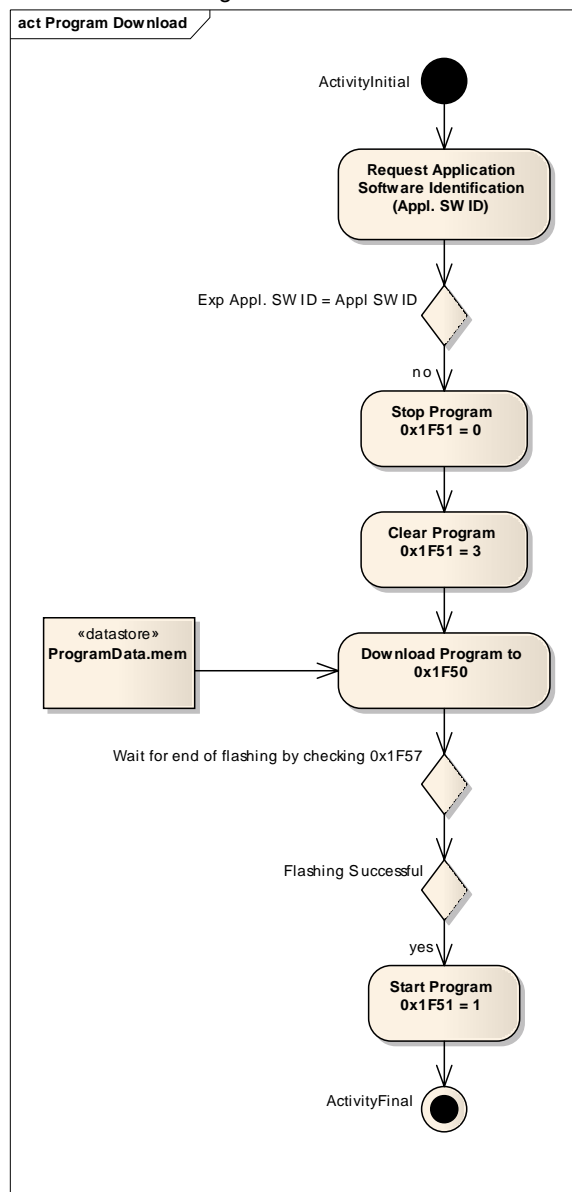 act Program Download
ActivityInitial
Request Application
Software Identification
(Appl. SW ID)
Exp Appl. SW ID = Appl SW ID
no
Stop Program
0x1F51 = 0
Clear Program
0x1F51 = 3
«datastore»
ProgramData.mem
Download Program to
0x1F50
Wait for end of flashing by checking 0x1F57
Flashing Successful
yes
Start Program
0x1F51 = 1
ActivityFinal